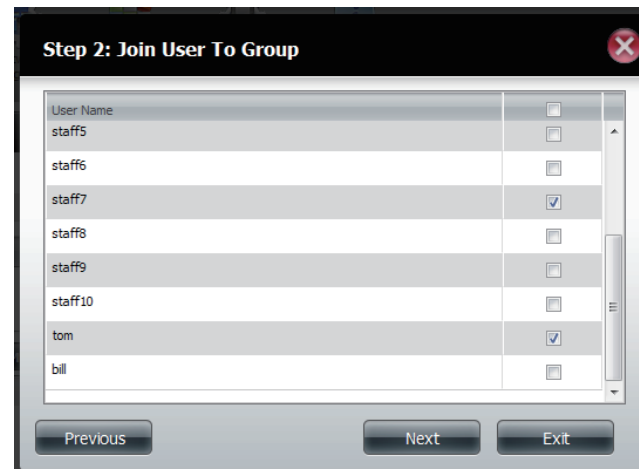 Step 2: Join User To Group
User Name
staff5
staff6
staff7
staff8
staff9
staff10
tom
bill
Previous Next Exit